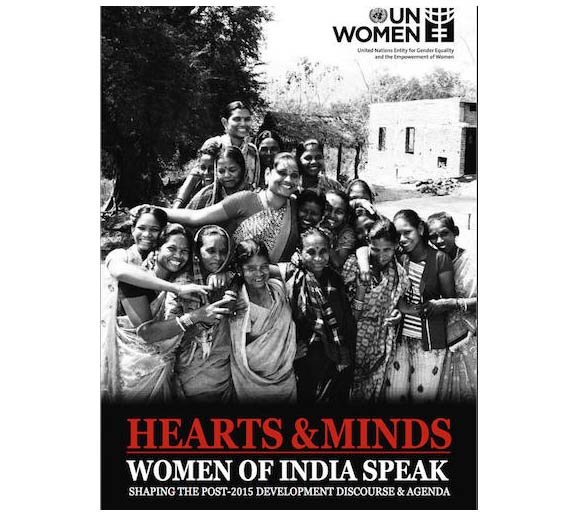 UN
WOMEN
United Nations Entity for Gender Equality
and the Empowerment of Women
HEARTS &MINDS
WOMEN OF INDIA SPEAK
SHAPING THE POST-2015 DEVELOPMENT DISCOURSE & AGENDA